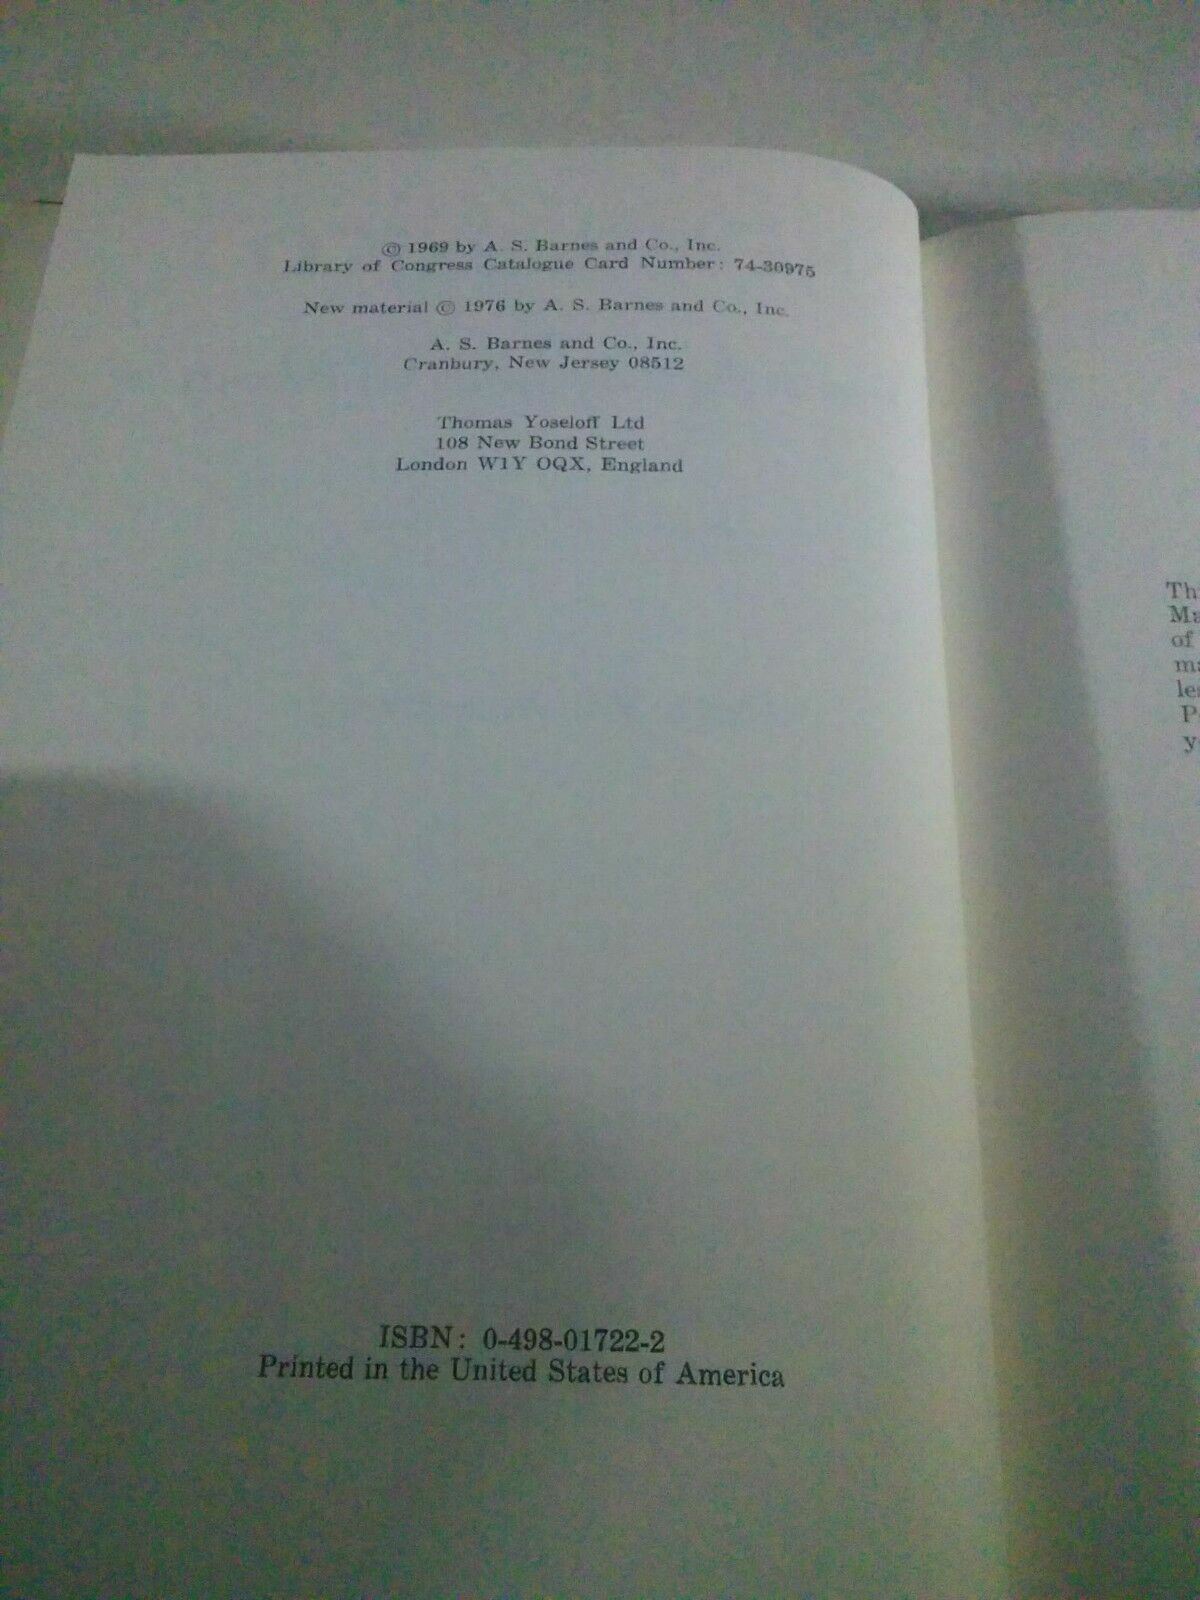 © 1969 by A. S. Barnes and Co., Inc.
Library of Congress Catalogue Card Number: 74-30975
New material © 1976 by A. S. Barnes and Co., Inc.
A. S. Barnes and Co., Inc.
Cranbury, New Jersey 08512
Thomas Yoseloff Ltd
108 New Bond Street
London W1Y OQX, England
ISBN: 0-498-01722-2
Printed in the United States of America
of